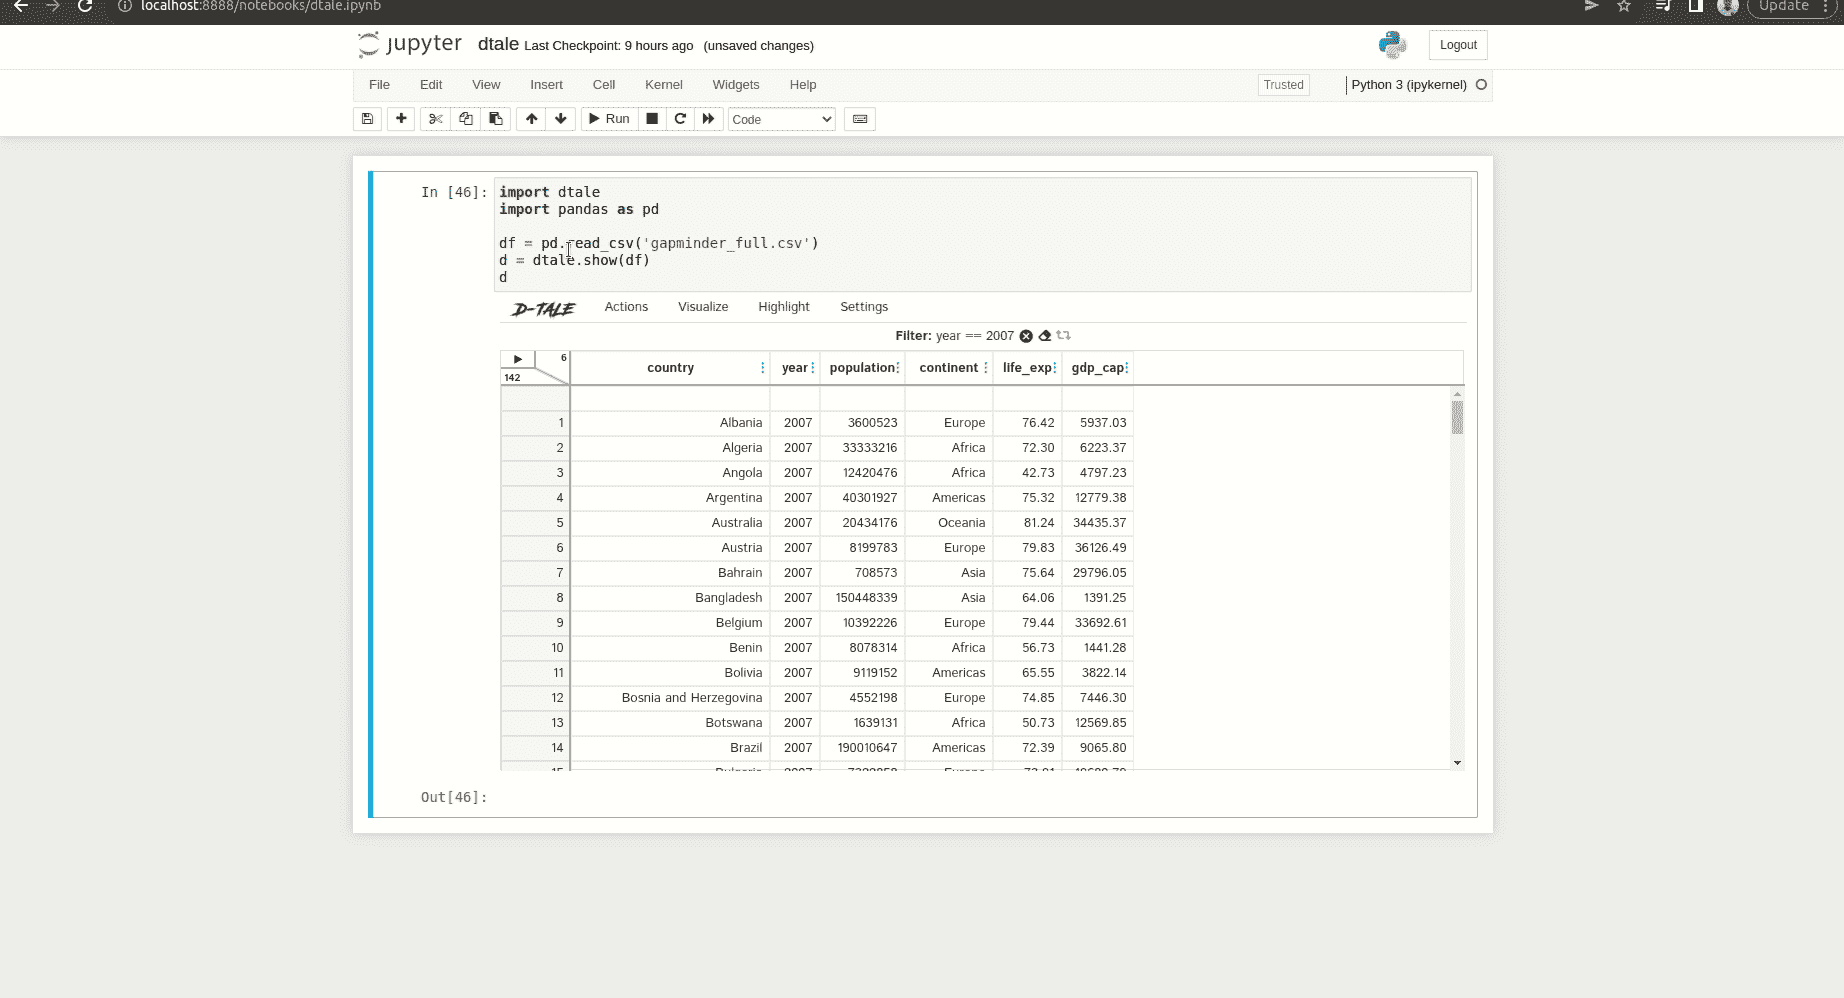 localhost:8888/notebooks/dtale.ipynb Update
jupyter dtale Last Checkpoint: 9 hours ago (unsaved changes) Logout
File Edit View Insert Cell Kernel Widgets Help Trusted Python 3 (ipykernel)
Run Code
In [46]: import dtale
import pandas as pd
df = pd.read_csv('gapminder_full.csv')
d = dtale.show(df)
d
D-TALE Actions Visualize Highlight Settings
Filter: year == 2007
6
142
country year population continent life_exp gdp_cap
1 Albania 2007 3600523 Europe 76.42 5937.03
2 Algeria 2007 33333216 Africa 72.30 6223.37
3 Angola 2007 12420476 Africa 42.73 4797.23
4 Argentina 2007 40301927 Americas 75.32 12779.38
5 Australia 2007 20434176 Oceania 81.24 34435.37
6 Austria 2007 8199783 Europe 79.83 36126.49
7 Bahrain 2007 708573 Asia 75.64 29796.05
8 Bangladesh 2007 150448339 Asia 64.06 1391.25
9 Belgium 2007 10392226 Europe 79.44 33692.61
10 Benin 2007 8078314 Africa 56.73 1441.28
11 Bolivia 2007 9119152 Americas 65.55 3822.14
12 Bosnia and Herzegovina 2007 4552198 Europe 74.85 7446.30
13 Botswana 2007 1639131 Africa 50.73 12569.85
14 Brazil 2007 190010647 Americas 72.39 9065.80
Out[46]: